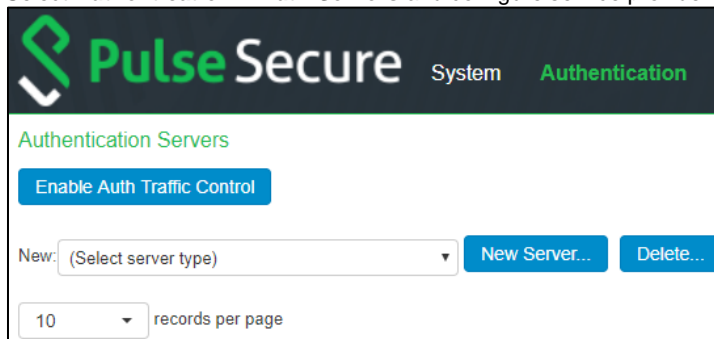 Pulse Secure System Authentication
Authentication Servers
Enable Auth Traffic Control
New: (Select server type) New Server... Delete...
10 records per page